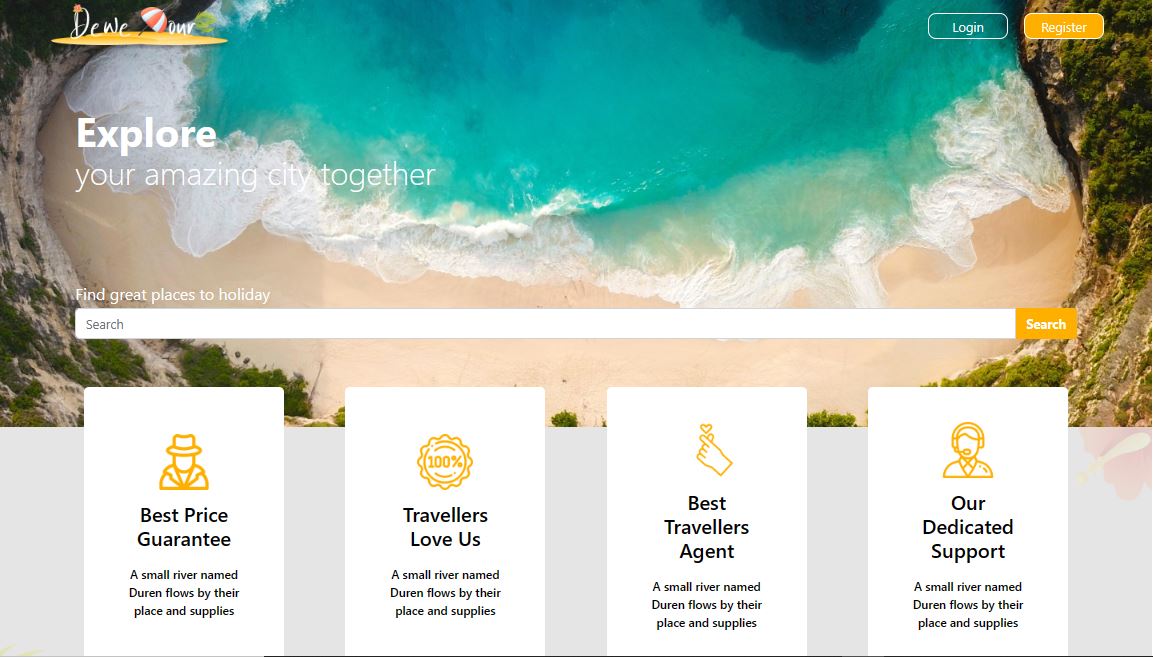 DeWe Tour
Login
Register
Explore
your amazing city together
Find great places to holiday
Search
Search
100%
Best Price
Guarantee
A small river named
Duren flows by their
place and supplies
Travellers
Love Us
A small river named
Duren flows by their
place and supplies
Best
Travellers
Agent
A small river named
Duren flows by their
place and supplies
Our
Dedicated
Support
A small river named
Duren flows by their
place and supplies